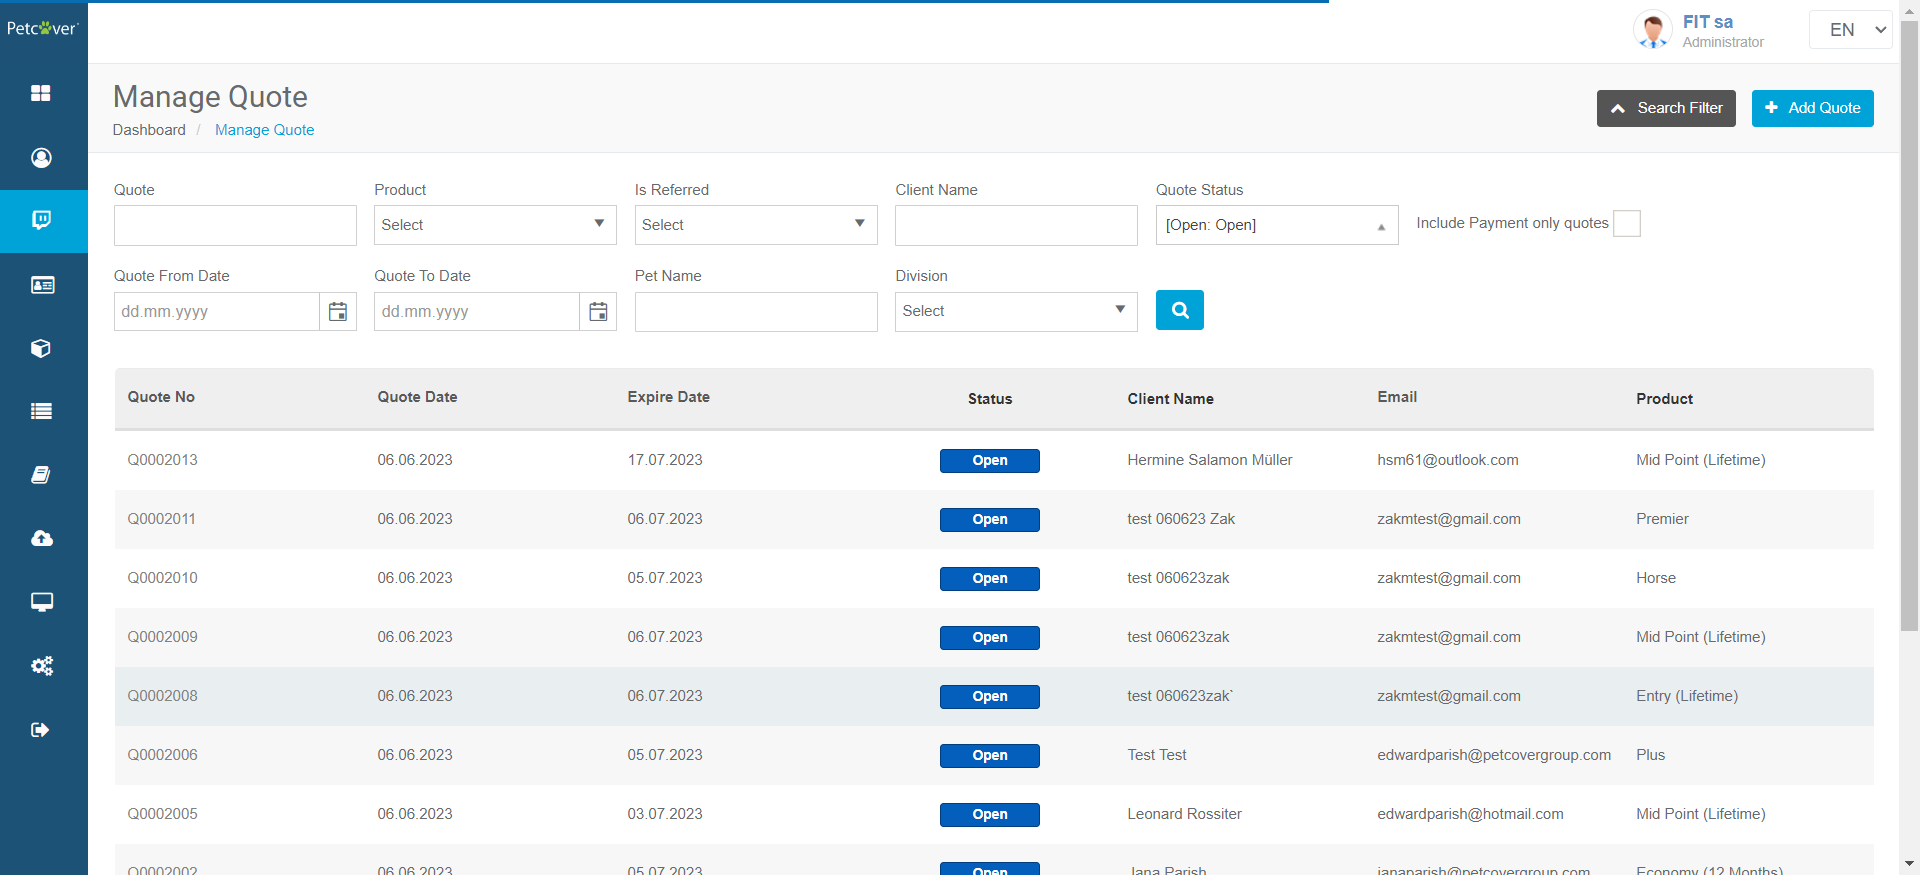 Petcover
FIT sa
Administrator
EN
Manage Quote
Dashboard / Manage Quote
Search Filter
Add Quote
Quote
Product
Is Referred
Client Name
Quote Status
Select
Select
[Open: Open]
Include Payment only quotes
Quote From Date
Quote To Date
Pet Name
Division
dd.mm.yyyy
dd.mm.yyyy
Select
Quote No Quote Date Expire Date Status Client Name Email Product
Q0002013 06.06.2023 17.07.2023 Open Hermine Salamon Müller hsm61@outlook.com Mid Point (Lifetime)
Q0002011 06.06.2023 06.07.2023 Open test 060623 Zak zakmtest@gmail.com Premier
Q0002010 06.06.2023 05.07.2023 Open test 060623zak zakmtest@gmail.com Horse
Q0002009 06.06.2023 06.07.2023 Open test 060623zak zakmtest@gmail.com Mid Point (Lifetime)
Q0002008 06.06.2023 06.07.2023 Open test 060623zak` zakmtest@gmail.com Entry (Lifetime)
Q0002006 06.06.2023 05.07.2023 Open Test Test edwardparish@petcovergroup.com Plus
Q0002005 06.06.2023 03.07.2023 Open Leonard Rossiter edwardparish@hotmail.com Mid Point (Lifetime)
Q0002002 06.06.2023 05.07.2023 Open Jana Parish janaparish@petcovergroup.com Economy (12 Months)